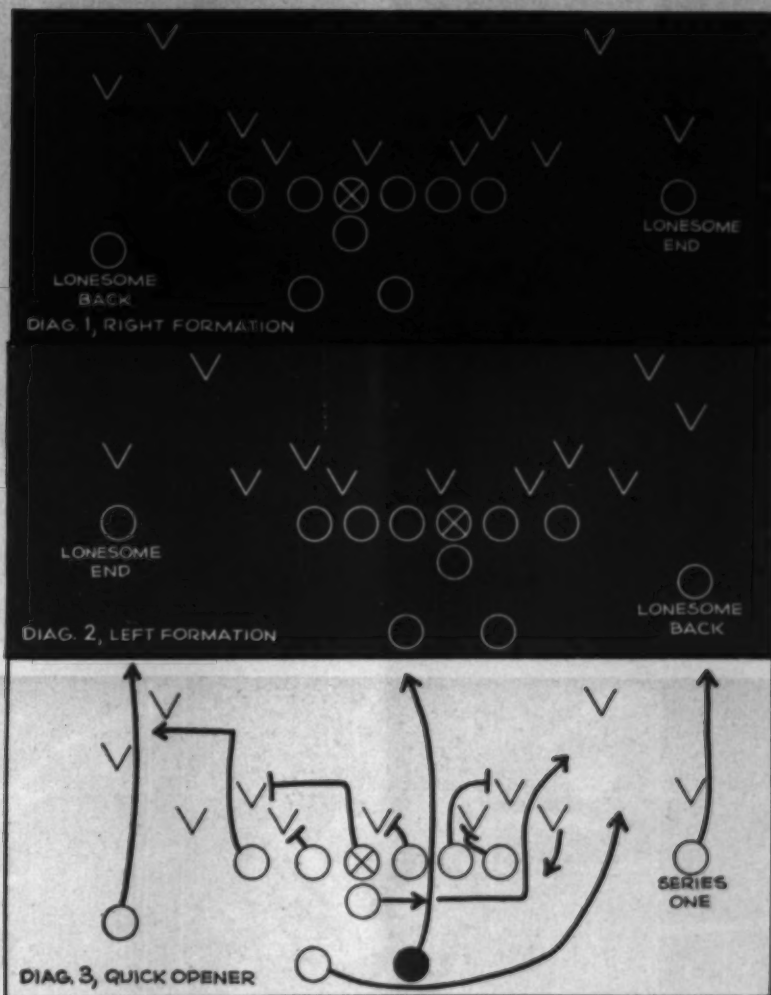 LONESOME
END
LONESOME
BACK
DIAG. 1, RIGHT FORMATION
LONESOME
END
LONESOME
BACK
DIAG. 2, LEFT FORMATION
SERIES
ONE
DIAG. 3, QUICK OPENER